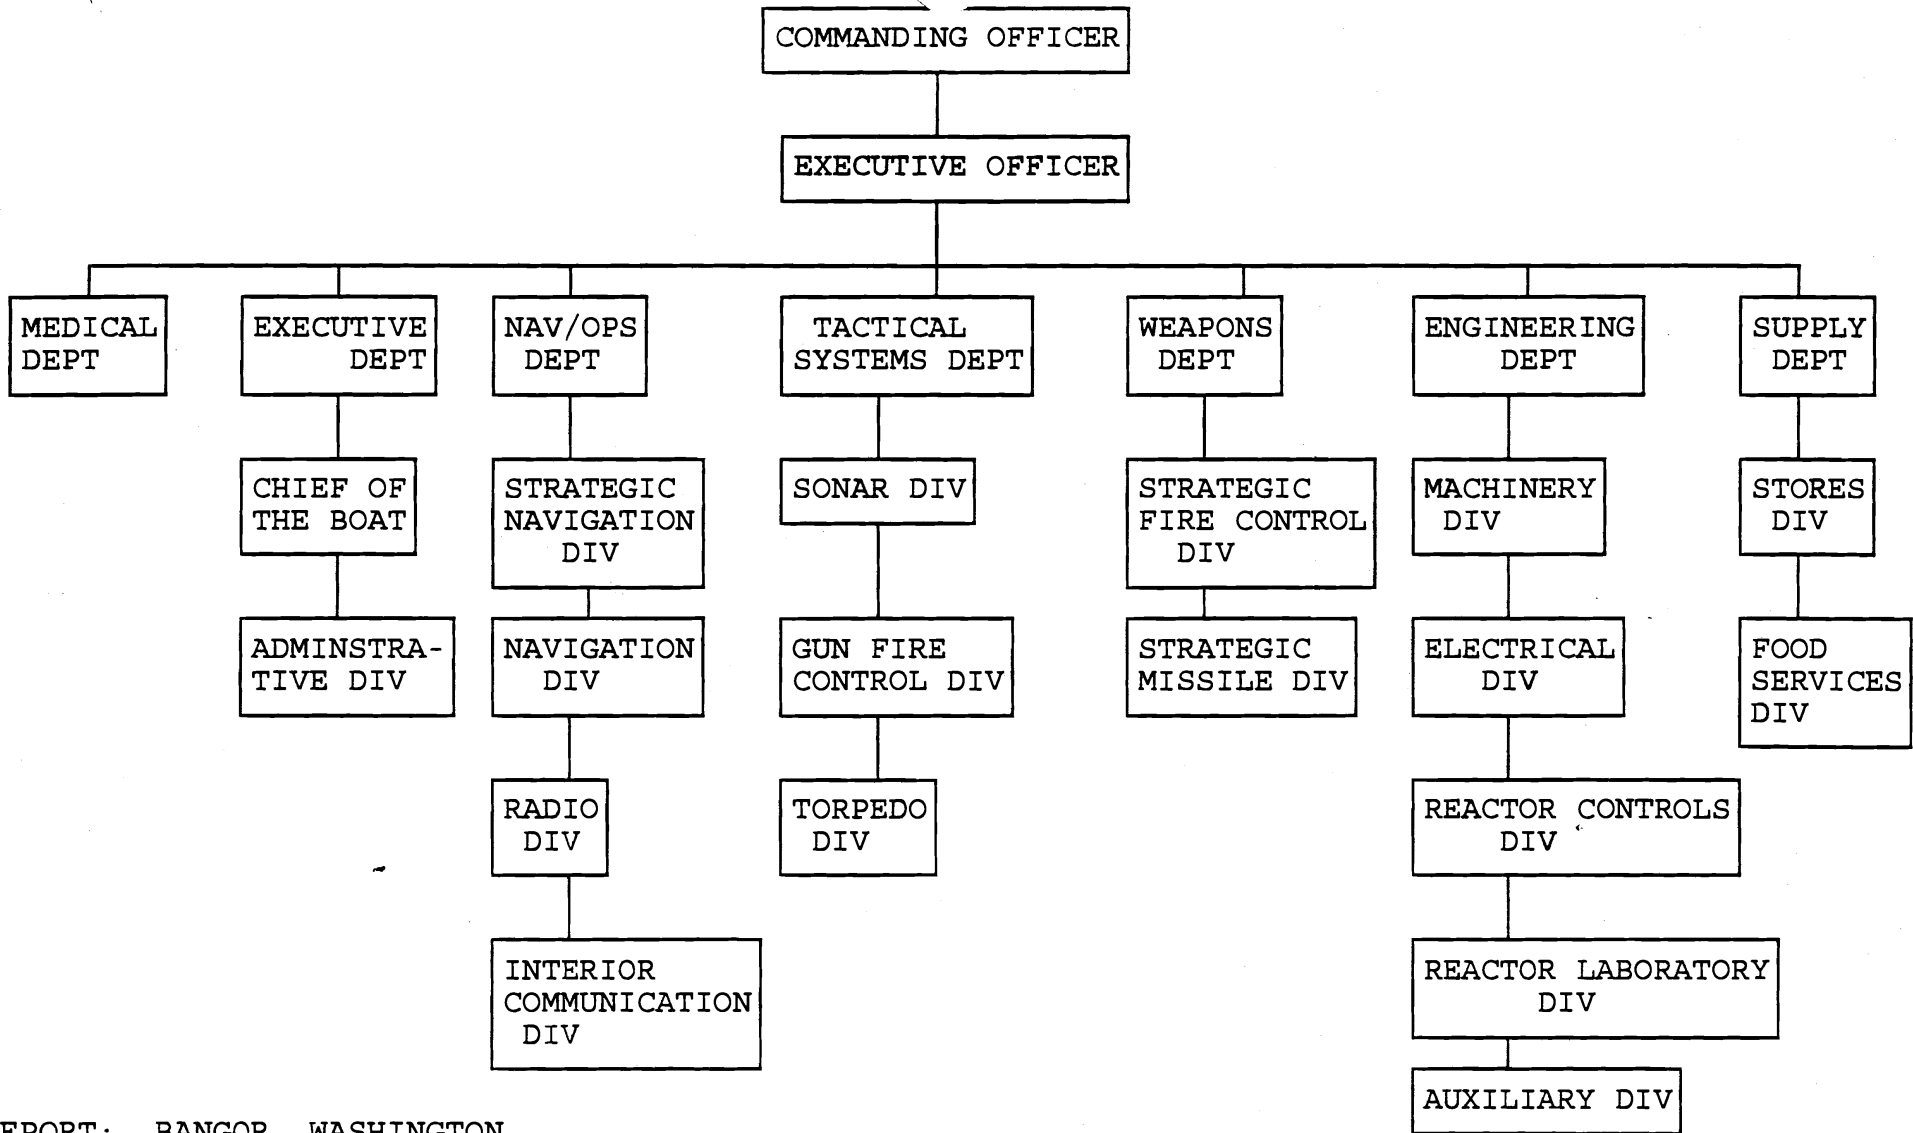 COMMANDING OFFICER
EXECUTIVE OFFICER
MEDICAL
DEPT
EXECUTIVE
DEPT
NAV/OPS
DEPT
TACTICAL
SYSTEMS DEPT
WEAPONS
DEPT
ENGINEERING
DEPT
SUPPLY
DEPT
CHIEF OF
THE BOAT
STRATEGIC
NAVIGATION
DIV
SONAR DIV
STRATEGIC
FIRE CONTROL
DIV
MACHINERY
DIV
STORES
DIV
ADMINSTRA-
TIVE DIV
NAVIGATION
DIV
GUN FIRE
CONTROL DIV
STRATEGIC
MISSILE DIV
ELECTRICAL
DIV
FOOD
SERVICES
DIV
RADIO
DIV
TORPEDO
DIV
REACTOR CONTROLS
DIV
INTERIOR
COMMUNICATION
DIV
REACTOR LABORATORY
DIV
AUXILIARY DIV
EPORT: BANGOR WASHINGTON